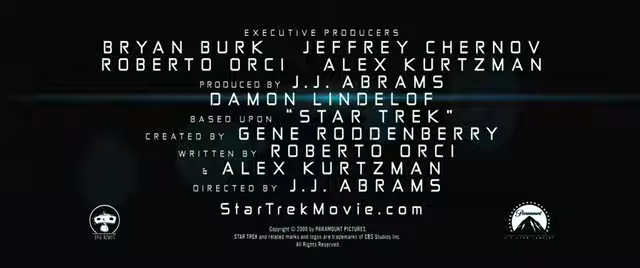 EXECUTIVE PRODUCERS
BRYAN BURK JEFFREY CHERNOV
ROBERTO ORCI ALEX KURTZMAN
PRODUCED BY J.J. ABRAMS
DAMON LINDELOF
BASED UPON "STAR TREK"
CREATED BY GENE RODDENBERRY
WRITTEN BY ROBERTO ORCI
& ALEX KURTZMAN
DIRECTED BY J.J. ABRAMS
StarTrekMovie.com
Paramount
Copyright © 2008 by PARAMOUNT PICTURES.
STAR TREK and related marks and logos are trademarks of CBS Studios Inc.
All Rights Reserved.